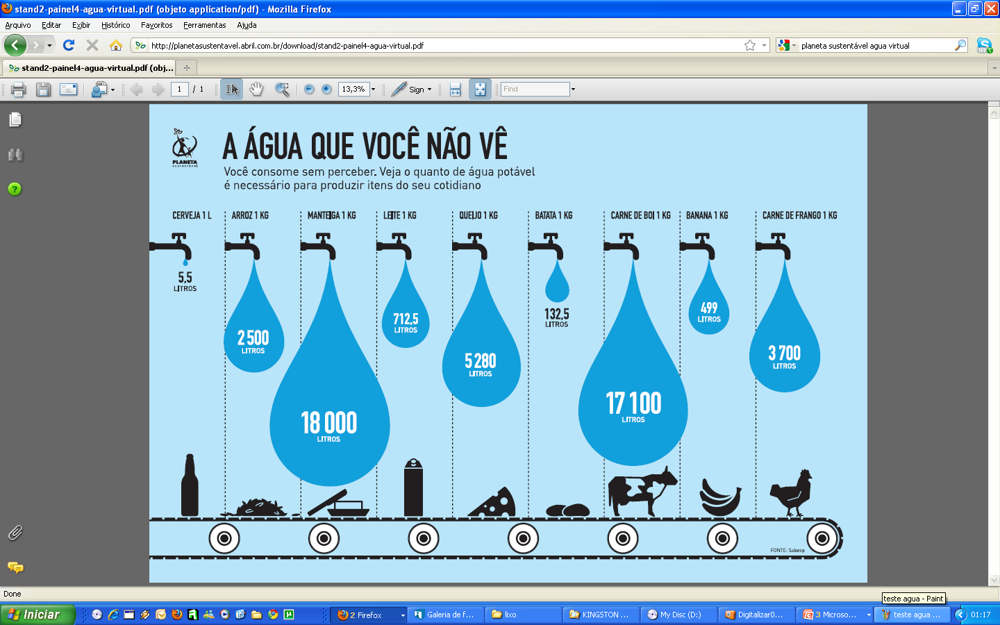 stand2-painel4-agua-virtual.pdf (objeto application/pdf) - Mozilla Firefox
Arquivo Editar Exibir Histórico Favoritos Ferramentas Ajuda
http://planetasustentavel.abril.com.br/download/stand2-painel4-agua-virtual.pdf
planeta sustentável agua virtual
stand2-painel4-agua-virtual.pdf (obj...
1 / 1
13,3%
Sign
Find
PLANETA
sustentável
A ÁGUA QUE VOCÊ NÃO VÊ
Você consome sem perceber. Veja o quanto de água potável
é necessário para produzir itens do seu cotidiano
CERVEJA 1 L
ARROZ 1 KG
MANTEIGA 1 KG
LEITE 1 KG
QUEIJO 1 KG
BATATA 1 KG
CARNE DE BOI 1 KG
BANANA 1 KG
CARNE DE FRANGO 1 KG
5,5
LITROS
2 500
LITROS
18 000
LITROS
712,5
LITROS
5 280
LITROS
132,5
LITROS
17 100
LITROS
499
LITROS
3 700
LITROS
FONTE: Sabesp
Done
teste agua - Paint
Iniciar
2 Firefox
Galeria de f...
lixo
KINGSTON ...
My Disc (D:)
Digitalizar0...
3 Microso...
teste agua ...
01:17